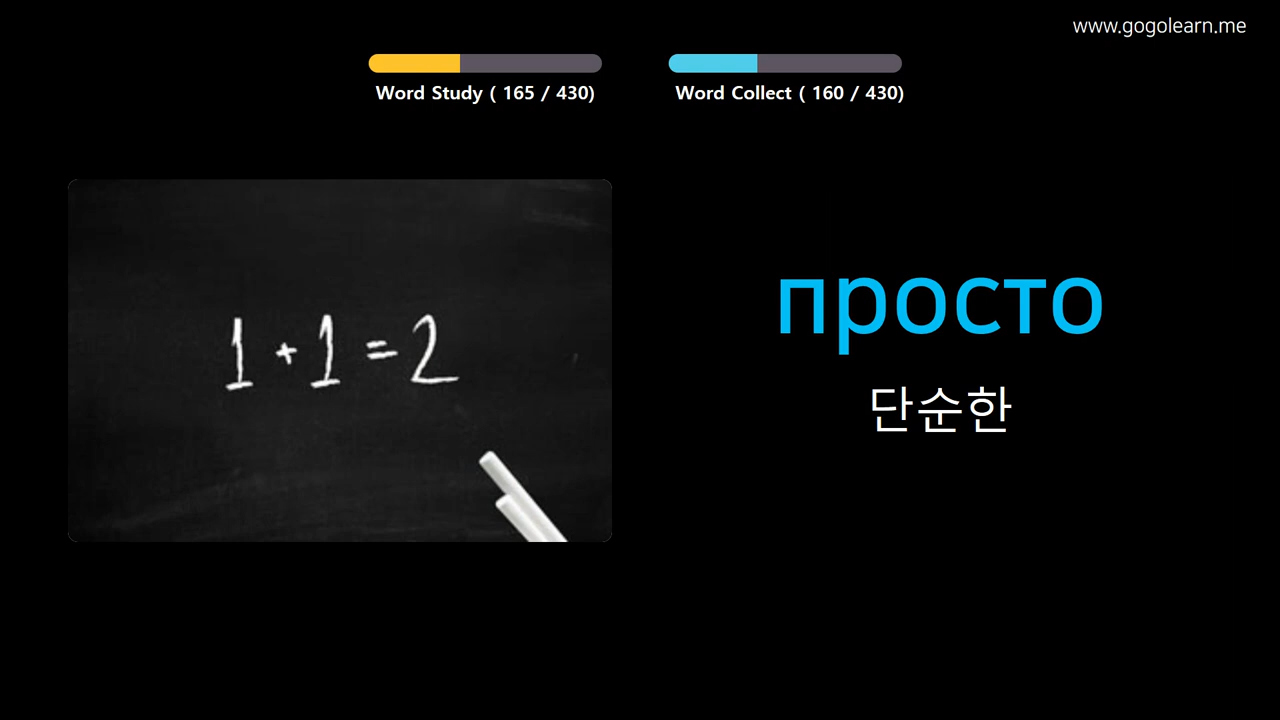 www.gogolearn.me
Word Study ( 165 / 430)
Word Collect ( 160 / 430)
1 + 1 = 2
просто
단순한